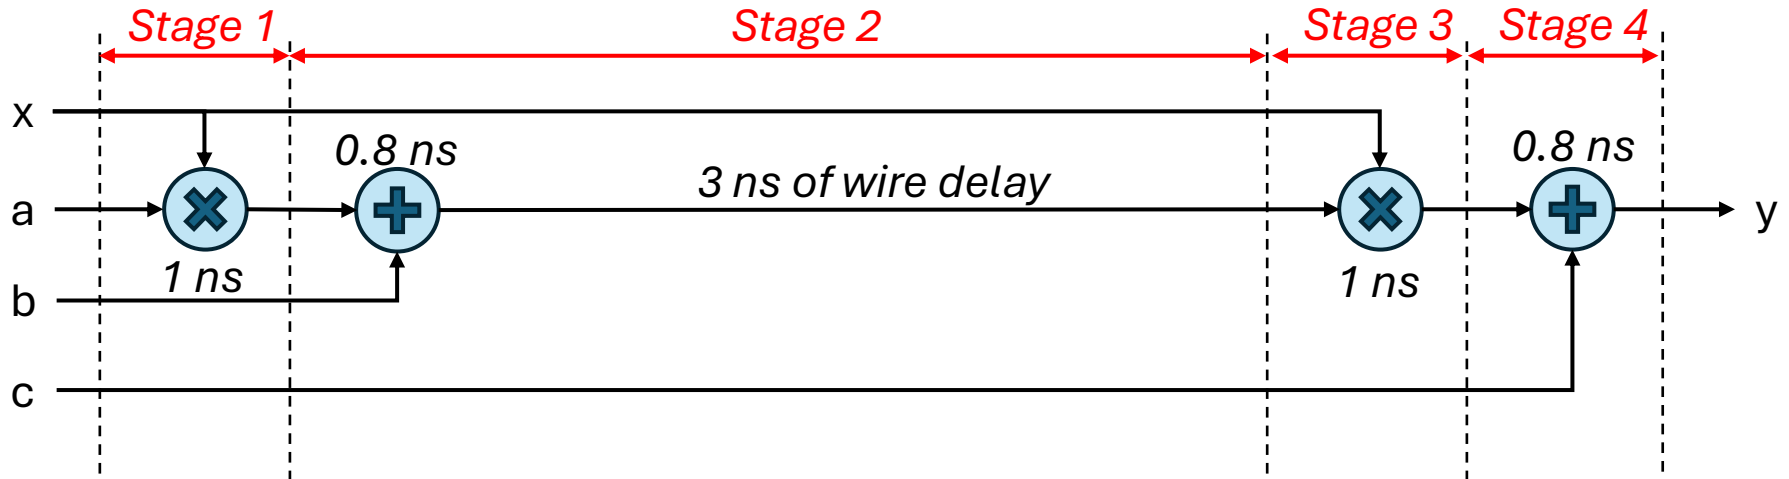 Stage 1
Stage 2
Stage 3
Stage 4
x
0.8 ns
0.8 ns
3 ns of wire delay
a
y
1 ns
1 ns
b
c